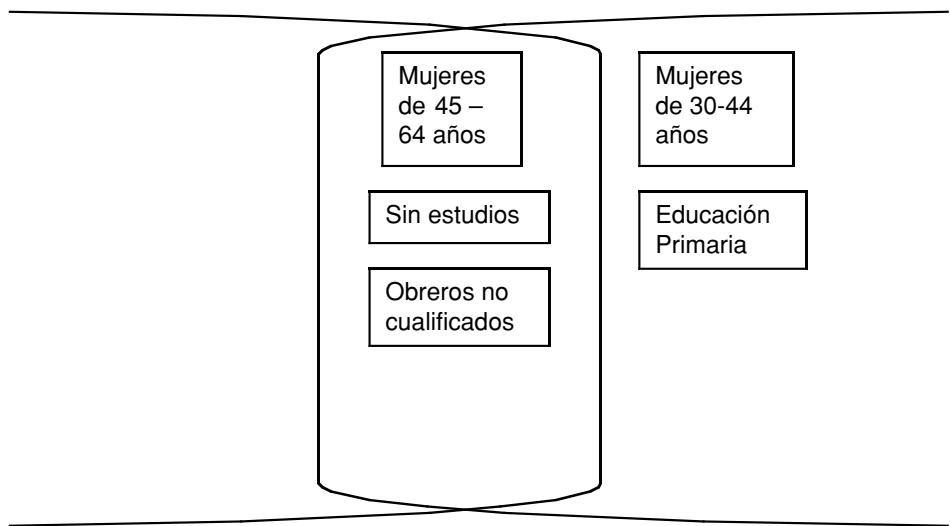 Mujeres
de 45 –
64 años
Mujeres
de 30-44
años
Sin estudios
Educación
Primaria
Obreros no
cualificados